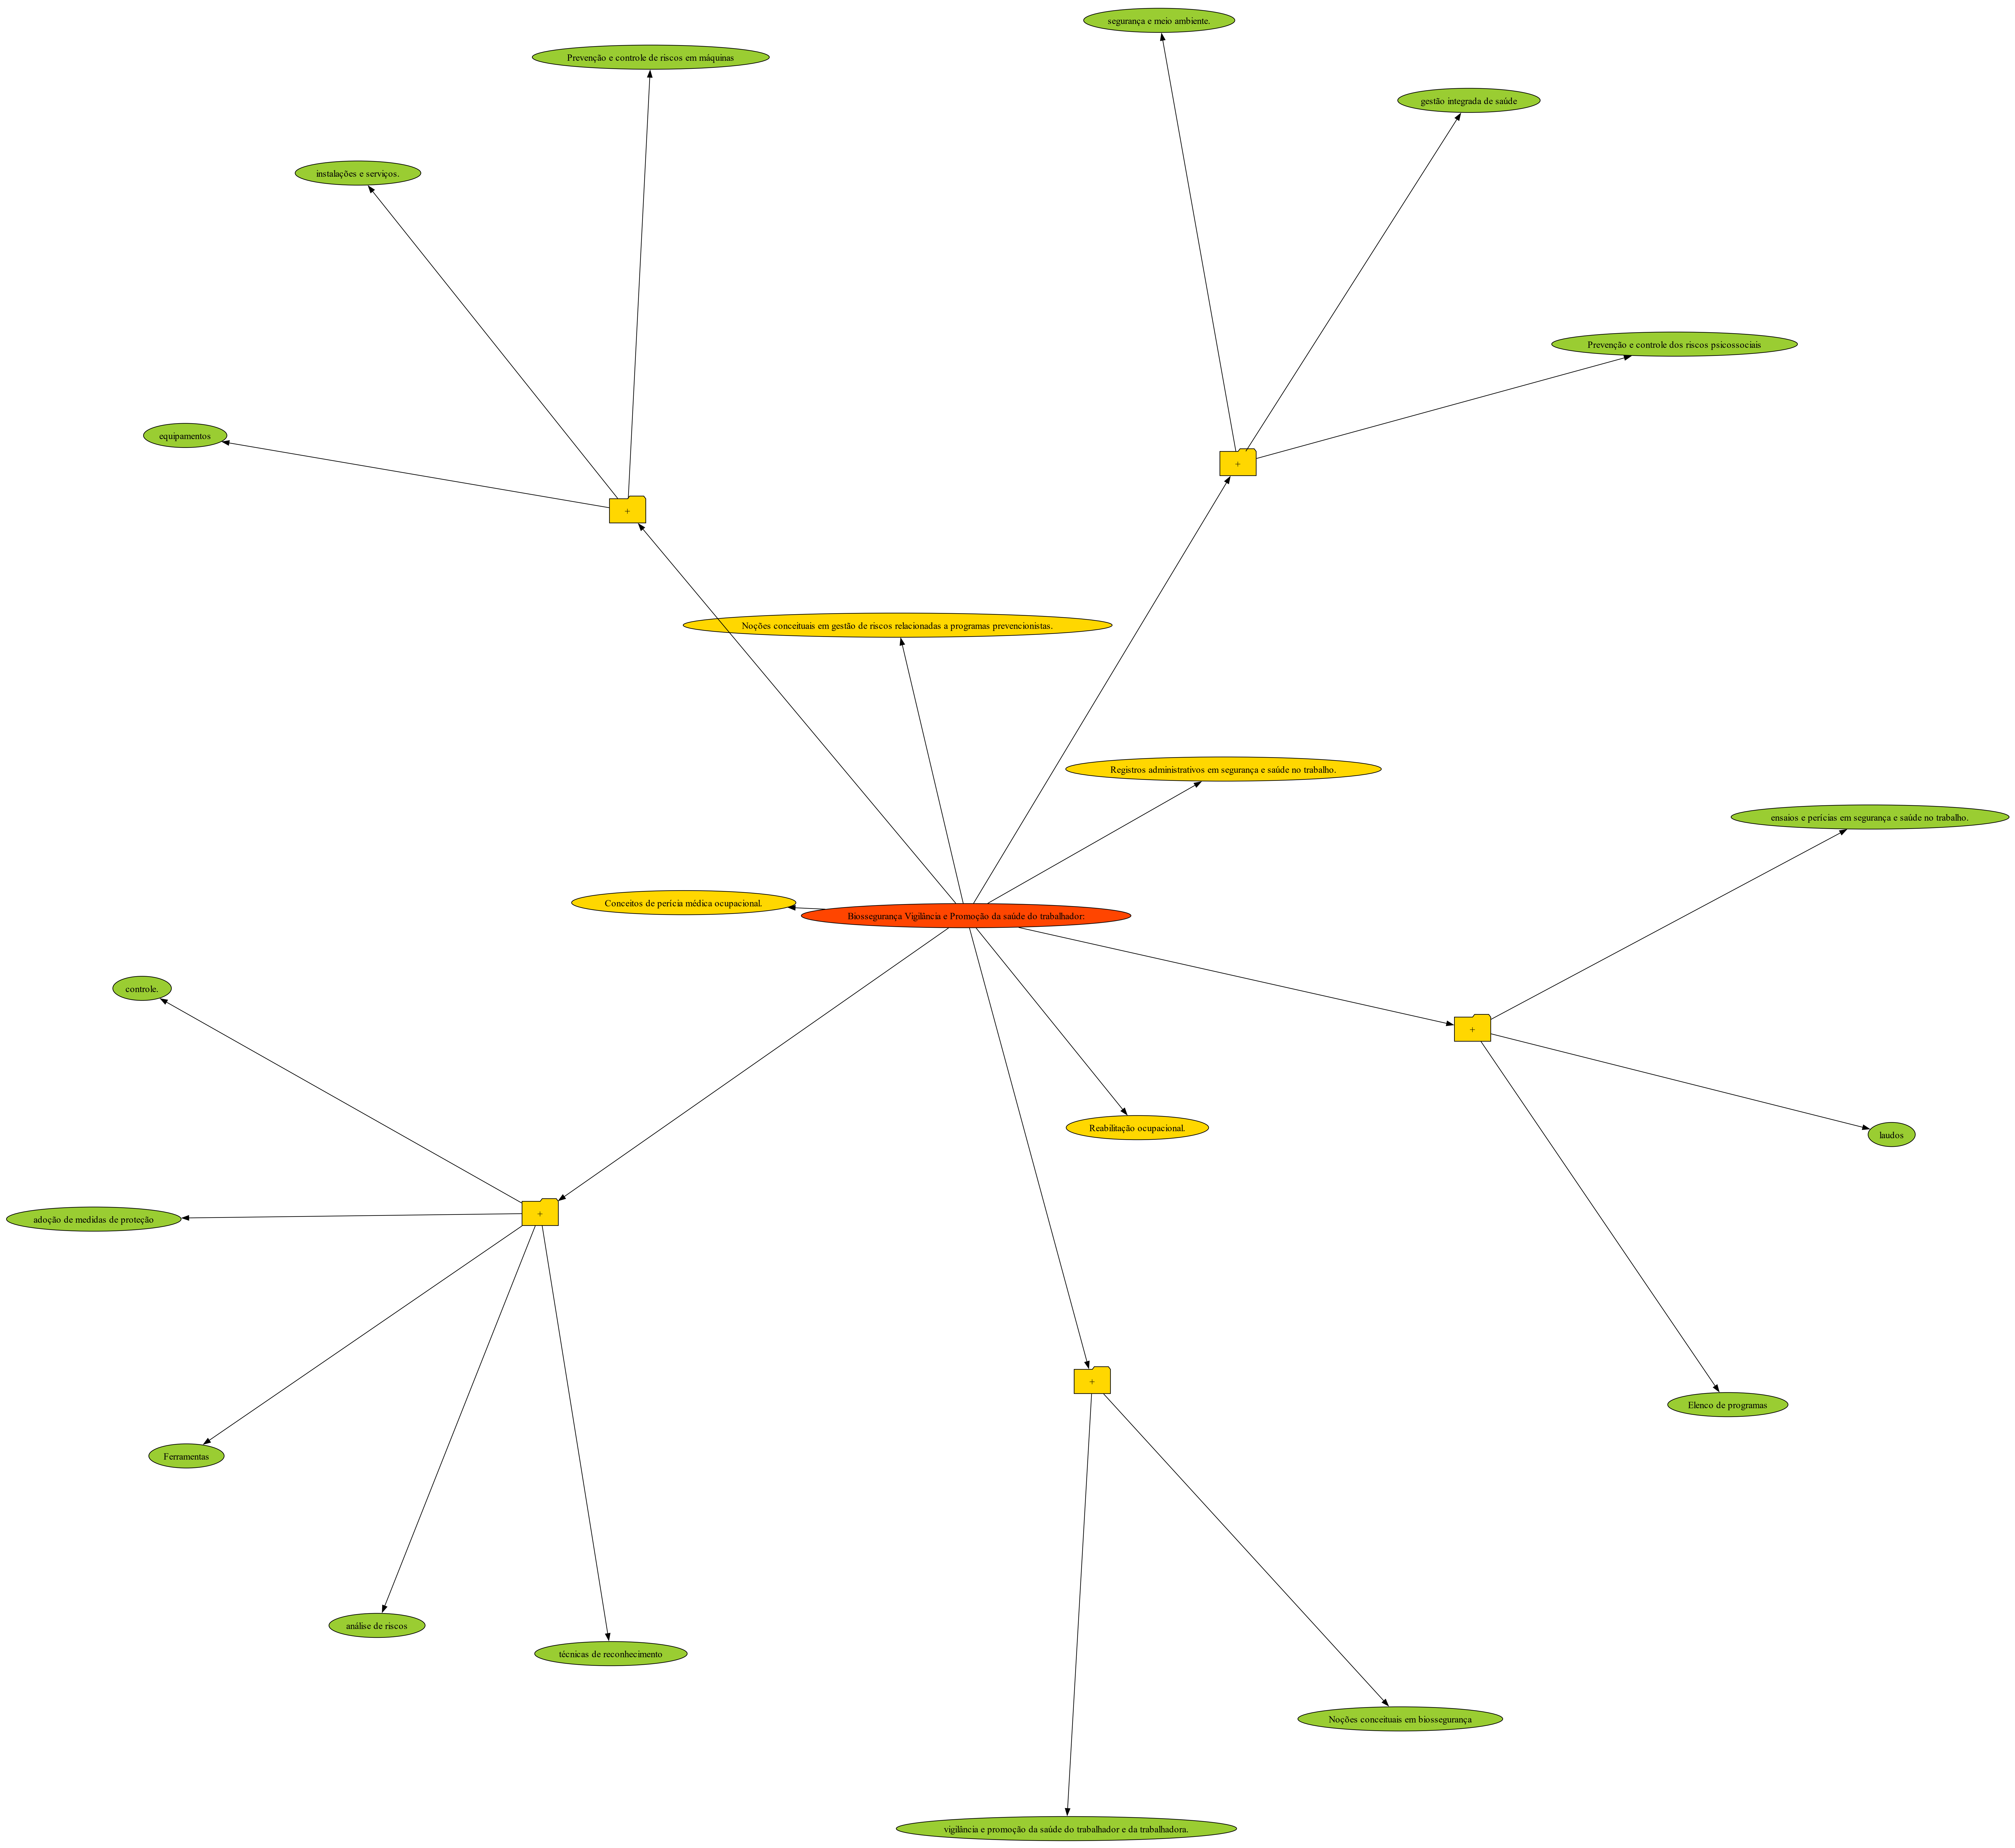 segurança e meio ambiente.
Prevenção e controle de riscos em máquinas
gestão integrada de saúde
instalações e serviços.
Prevenção e controle dos riscos psicossociais
equipamentos
+
+
Noções conceituais em gestão de riscos relacionadas a programas prevencionistas.
Registros administrativos em segurança e saúde no trabalho.
ensaios e perícias em segurança e saúde no trabalho.
Conceitos de perícia médica ocupacional.
Biossegurança Vigilância e Promoção da saúde do trabalhador:
controle.
+
Reabilitação ocupacional.
laudos
+
adoção de medidas de proteção
+
Elenco de programas
Ferramentas
análise de riscos
técnicas de reconhecimento
Noções conceituais em biossegurança
vigilância e promoção da saúde do trabalhador e da trabalhadora.